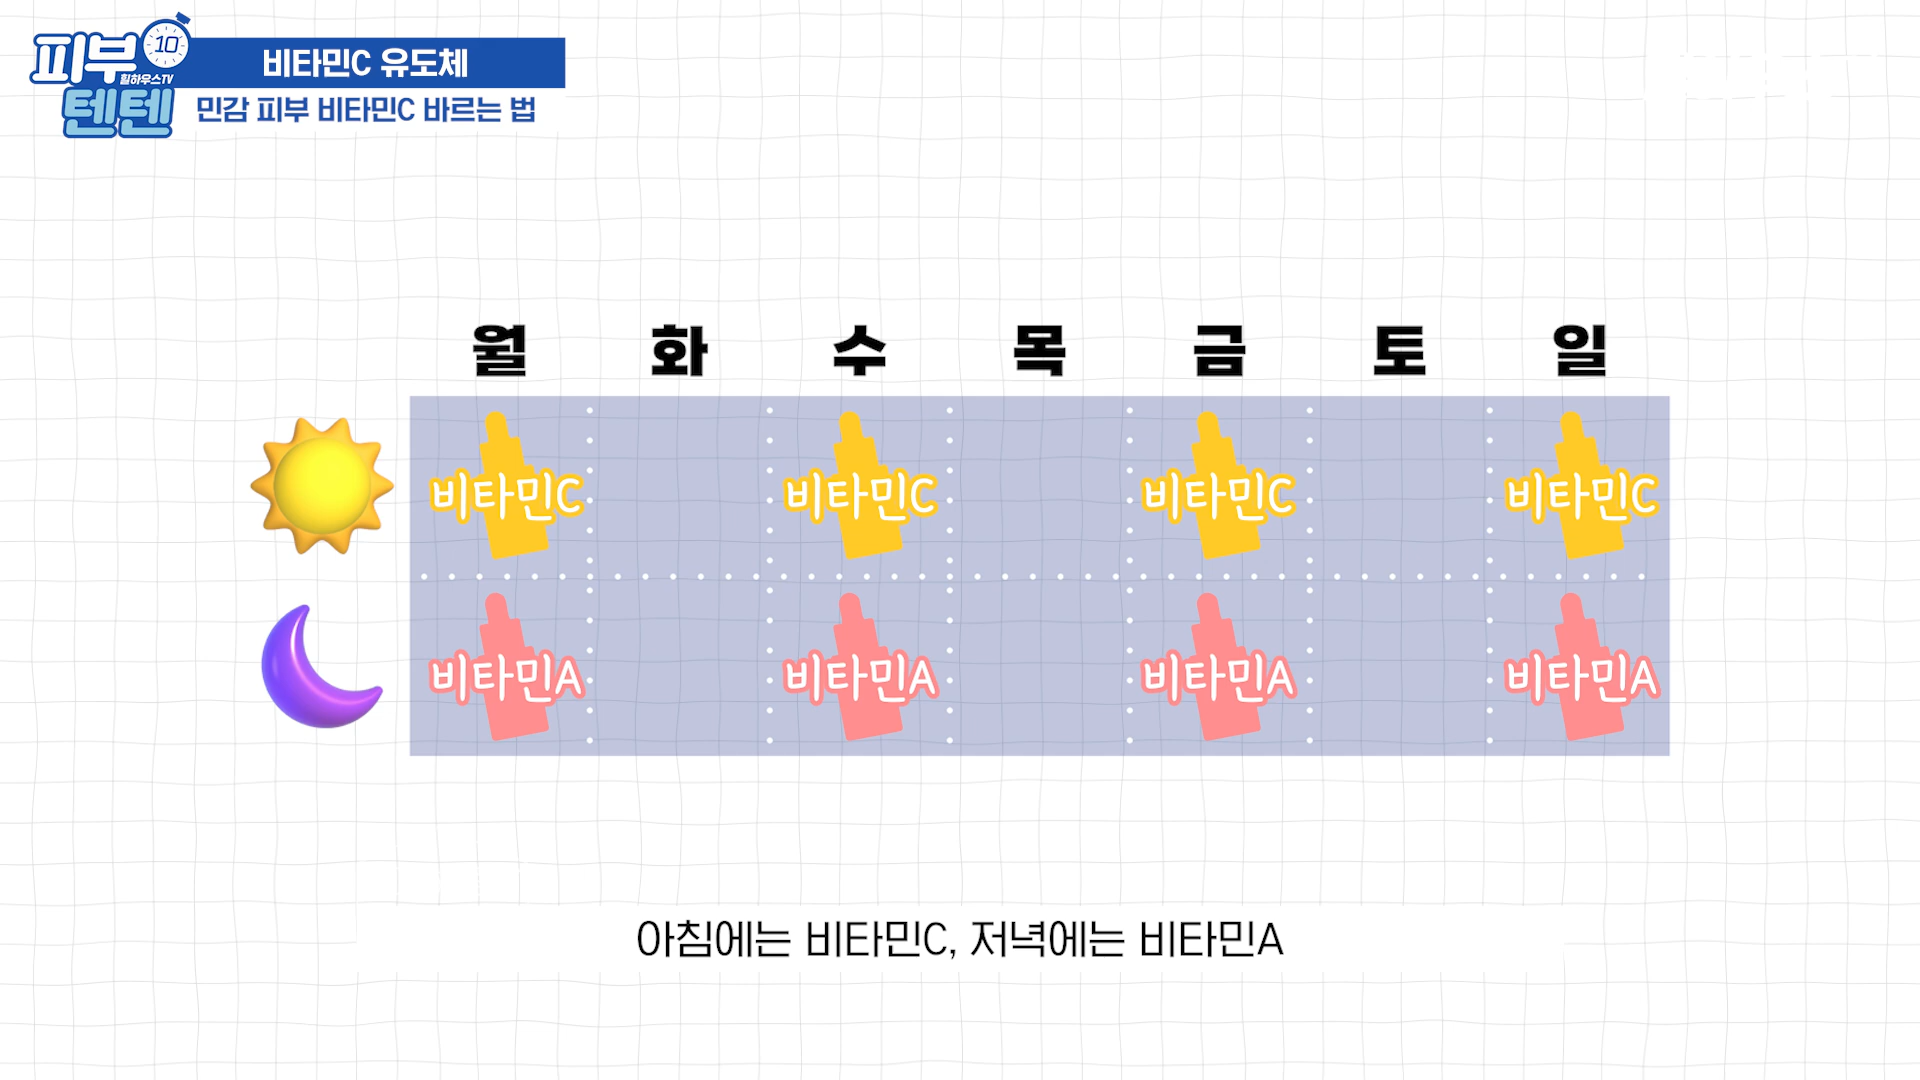 피부
10
힐하우스TV
텐텐
비타민C 유도체
민감 피부 비타민C 바르는 법
월 화 수 목 금 토 일
비타민C 비타민C 비타민C 비타민C
비타민A 비타민A 비타민A 비타민A
아침에는 비타민C, 저녁에는 비타민A